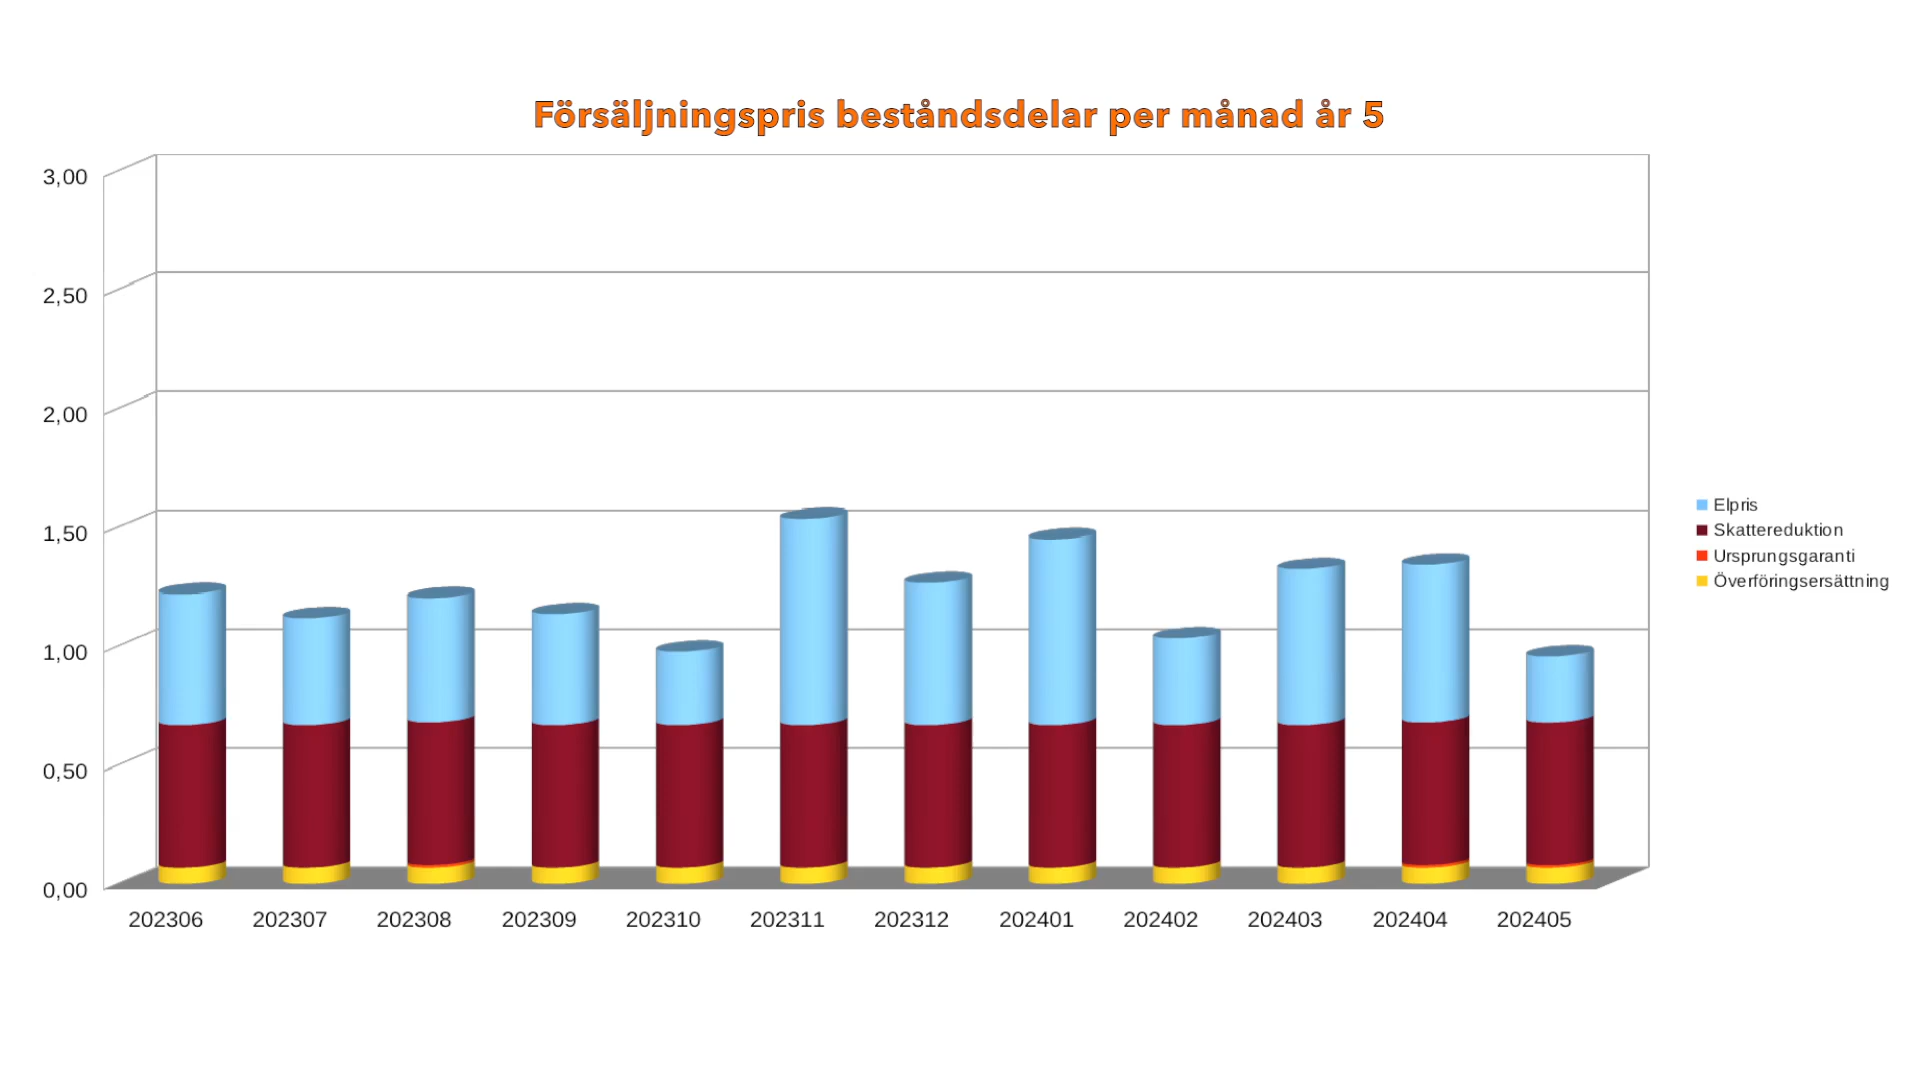 Försäljningspris beståndsdelar per månad år 5
3,00
2,50
2,00
1,50
1,00
0,50
0,00
202306 202307 202308 202309 202310 202311 202312 202401 202402 202403 202404 202405
Elpris
Skattereduktion
Ursprungsgaranti
Överföringsersättning